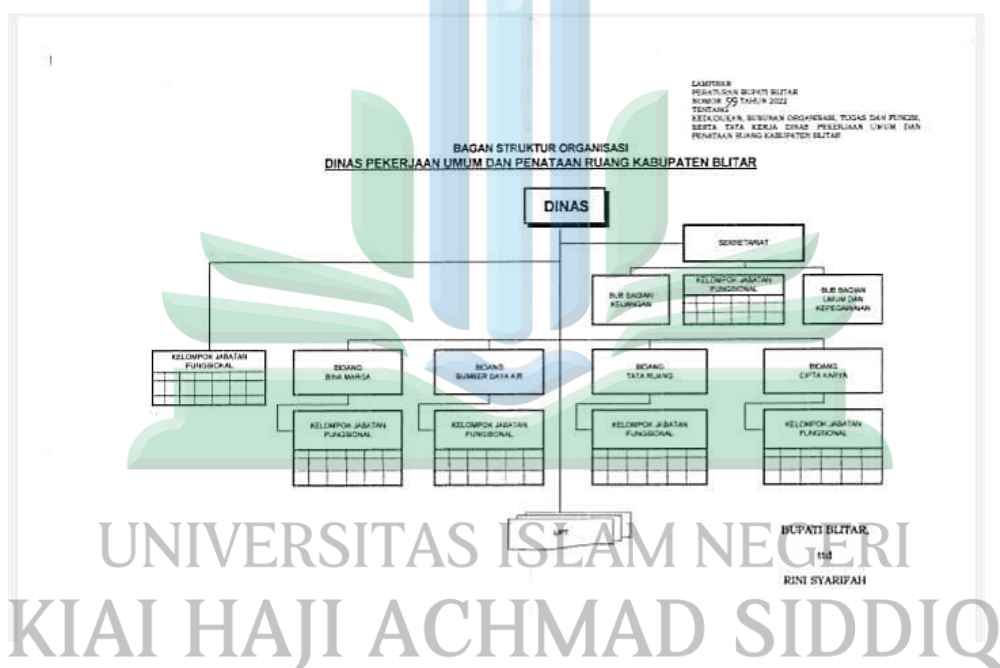 LAMPIRAN
PERATURAN BUPATI BLITAR
NOMOR 99 TAHUN 2022
TENTANG
KEDUDUKAN, SUSUNAN ORGANISASI, TUGAS DAN FUNGSI,
SERTA TATA KERJA DINAS PEKERJAAN UMUM DAN
PENATAAN RUANG KABUPATEN BLITAR
BAGAN STRUKTUR ORGANISASI
DINAS PEKERJAAN UMUM DAN PENATAAN RUANG KABUPATEN BLITAR
DINAS
SEKRETARIAT
SUB BAGIAN
KEUANGAN
KELOMPOK JABATAN
FUNGSIONAL
SUB BAGIAN
UMUM DAN
KEPEGAWAIAN
KELOMPOK JABATAN
FUNGSIONAL
BIDANG
BINA MARGA
BIDANG
SUMBER DAYA AIR
BIDANG
TATA RUANG
BIDANG
CIPTA KARYA
KELOMPOK JABATAN
FUNGSIONAL
KELOMPOK JABATAN
FUNGSIONAL
KELOMPOK JABATAN
FUNGSIONAL
KELOMPOK JABATAN
FUNGSIONAL
UPT
BUPATI BLITAR,
ttd
RINI SYARIFAH
UNIVERSITAS ISLAM NEGERI
KIAI HAJI ACHMAD SIDDIQ